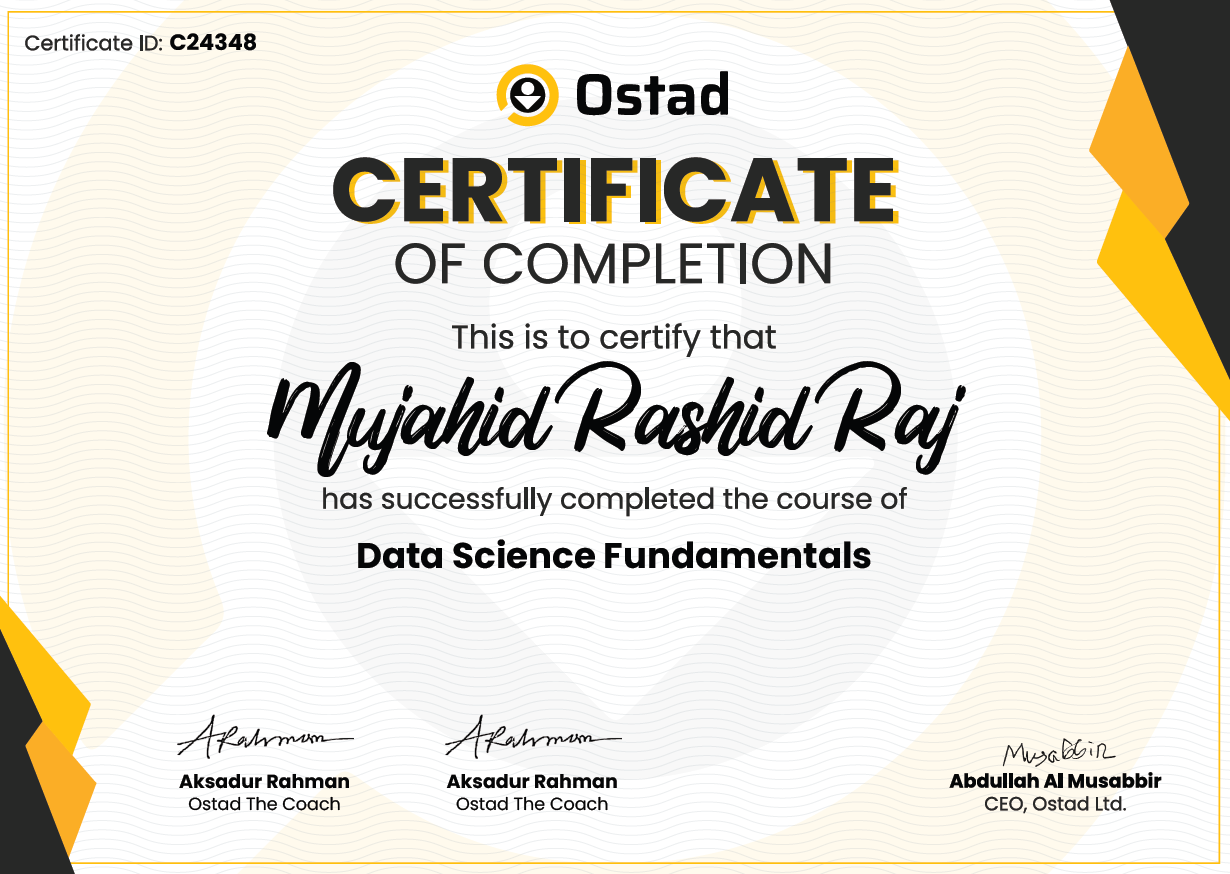 Certificate ID: C24348
Ostad
CERTIFICATE
OF COMPLETION
This is to certify that
Mujahid Rashid Raj
has successfully completed the course of
Data Science Fundamentals
ARahman ARahman Musabbir
Aksadur Rahman Aksadur Rahman Abdullah Al Musabbir
Ostad The Coach Ostad The Coach CEO, Ostad Ltd.